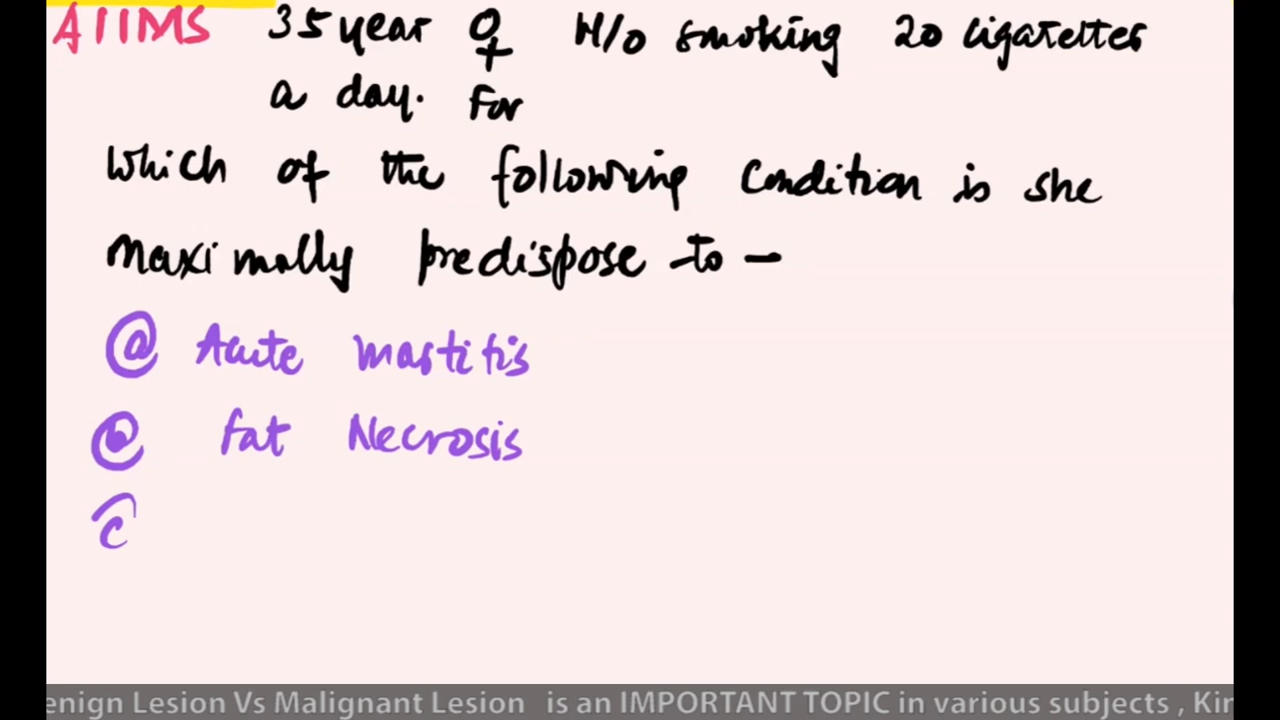 AIIMS 35 year ♀ H/o smoking 20 cigarettes
a day. For
which of the following condition is she
maximally predispose to -
@ Acute mastitis
b Fat Necrosis
c
enign Lesion Vs Malignant Lesion is an IMPORTANT TOPIC in various subjects , Kir